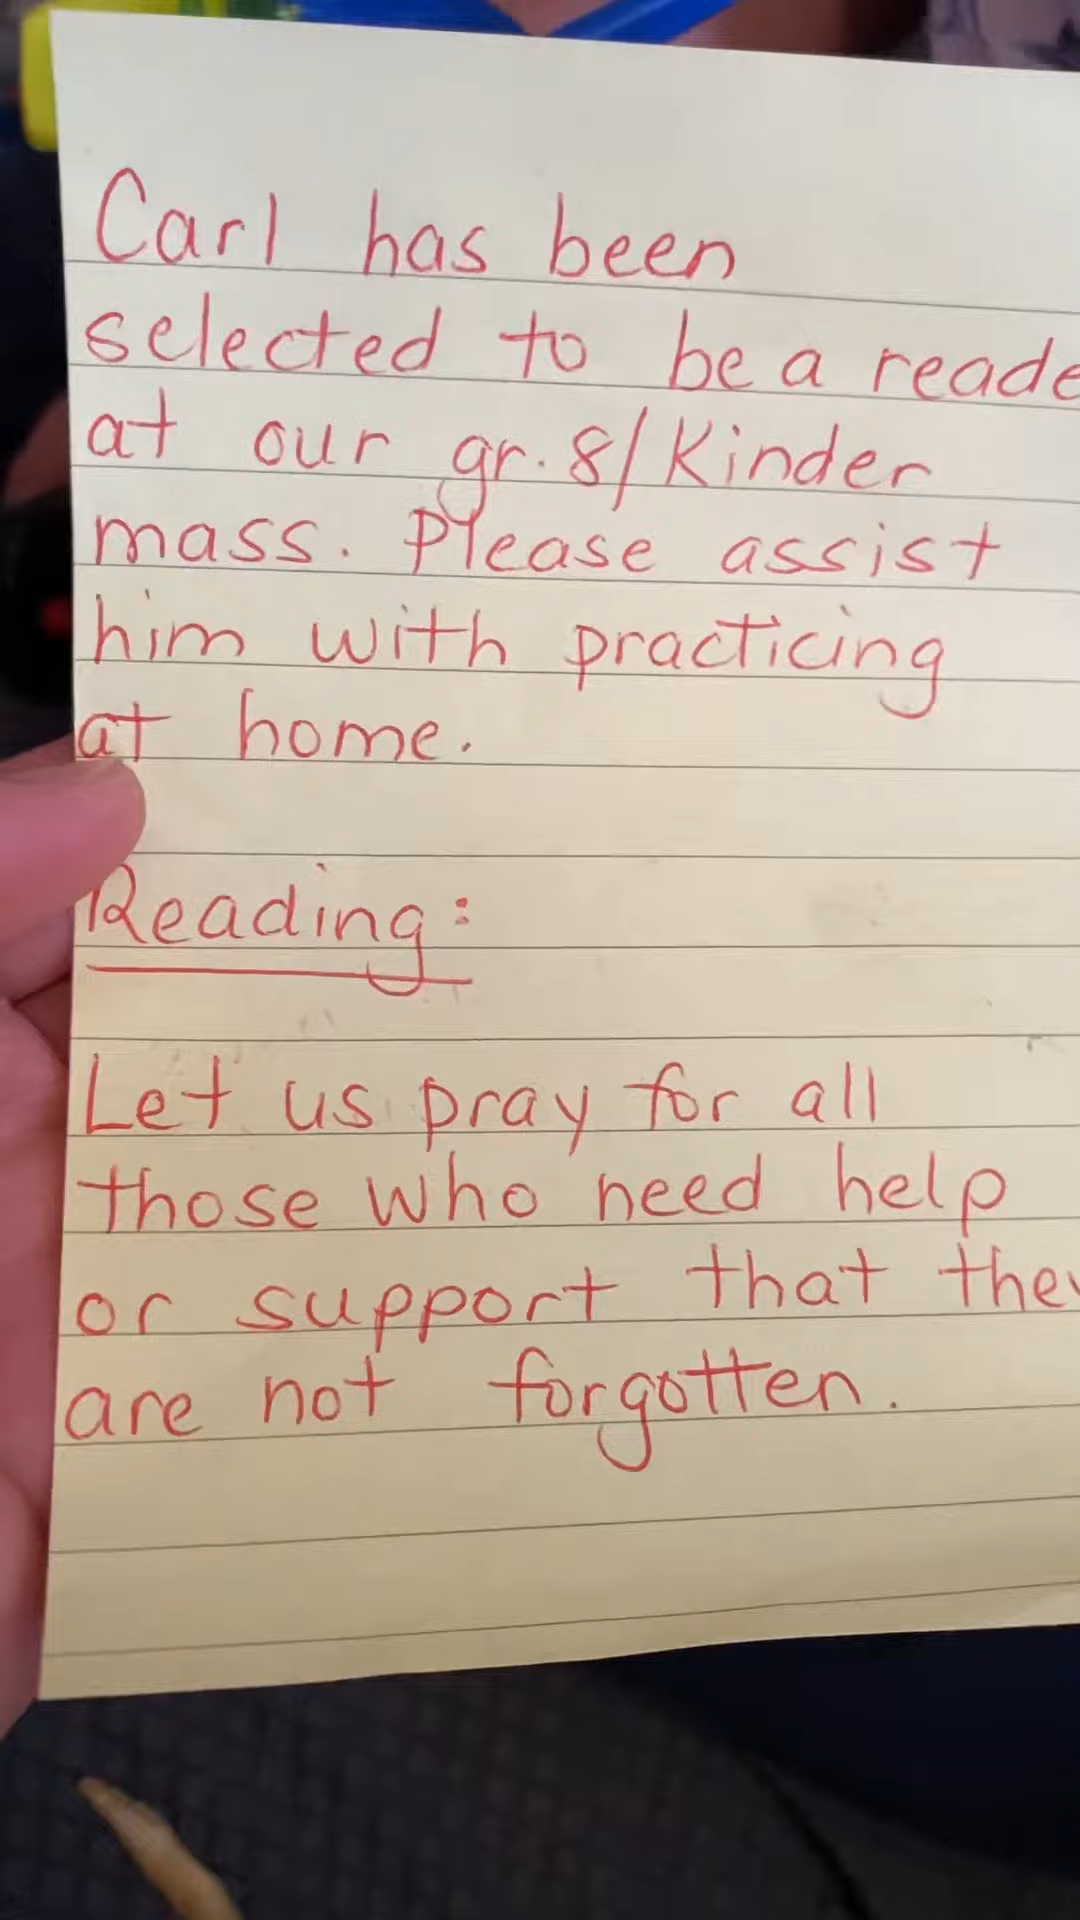 Carl has been
selected to be a reade
at our gr. 8/Kinder
mass. Please assist
him with practicing
at home.
Reading:
Let us pray for all
those who need help
or support that they
are not forgotten.